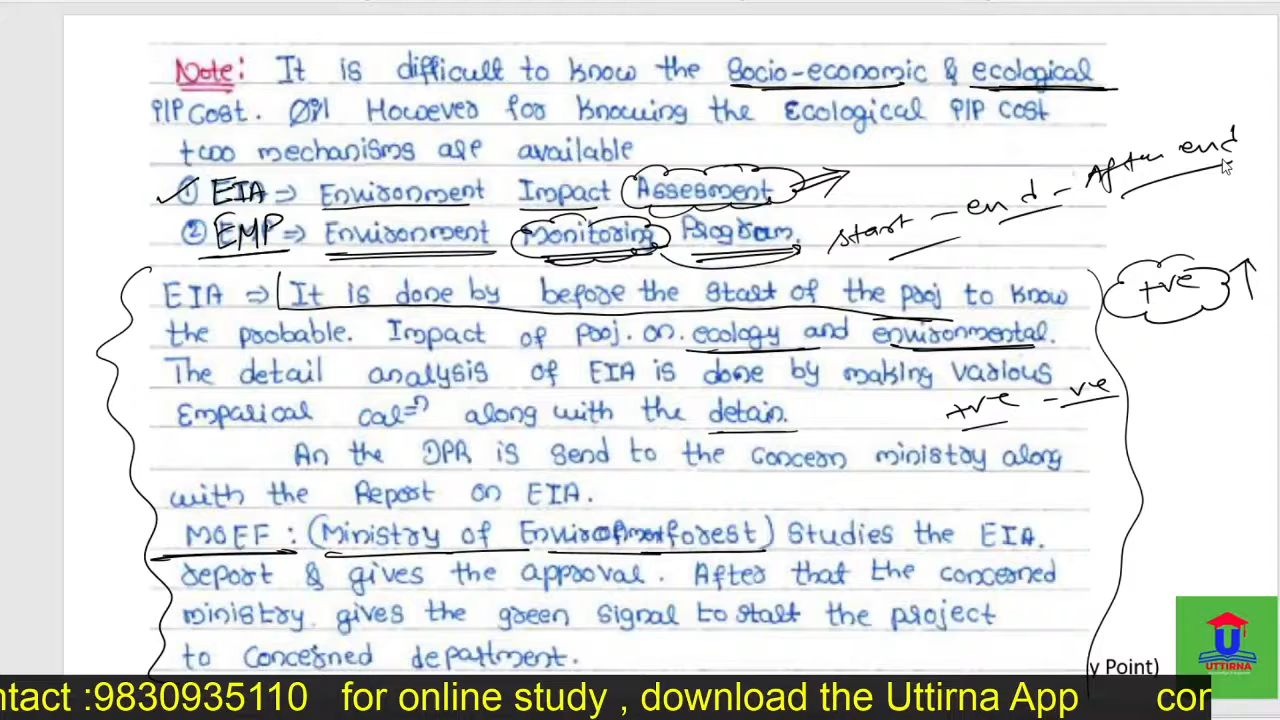 Note: It is difficult to know the Socio-economic & ecological
PIP Cost. However for knowing the Ecological PIP Cost
two mechanisms are available
① EIA ⇒ Environment Impact Assesment
After end
② EMP ⇒ Environment Monitoring Program.
start - end -
EIA ⇒ It is done by before the start of the proj to know
+ve ↑
the probable. Impact of proj. on. ecology and environmental.
The detail analysis of EIA is done by making various
Emparical cal=n along with the detain.
+ve - ve
An the DPR is send to the concern ministry along
with the Report on EIA.
MOEF : (Ministry of Environment forest) Studies the EIA.
report & gives the approval. After that the concerned
ministry. gives the green signal to start the project
to Concerned department.
y Point)
UTTIRNA
ntact :9830935110 for online study , download the Uttirna App cor